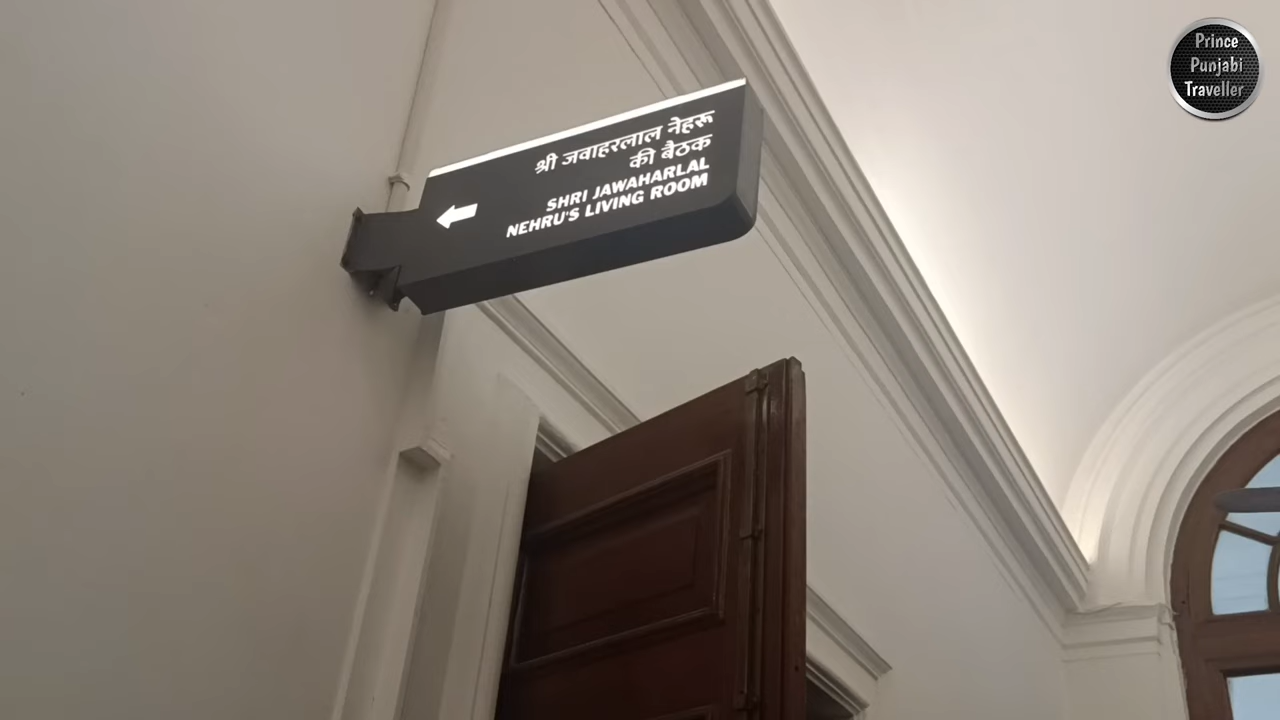 श्री जवाहरलाल नेहरू
की बैठक
SHRI JAWAHARLAL
NEHRU'S LIVING ROOM
Prince
Punjabi
Traveller